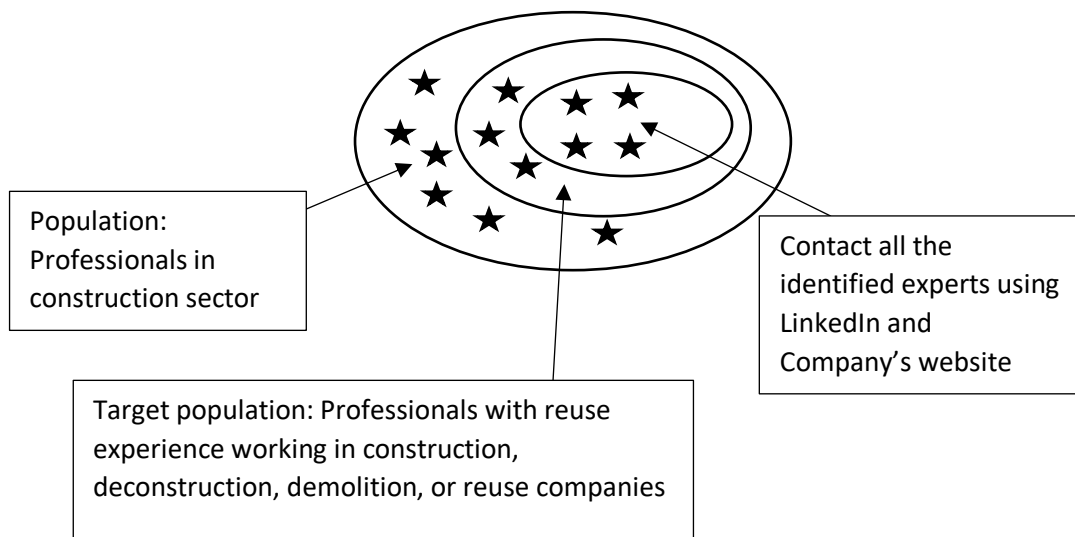 Population:
Professionals in
construction sector
Contact all the
identified experts using
LinkedIn and
Company’s website
Target population: Professionals with reuse
experience working in construction,
deconstruction, demolition, or reuse companies